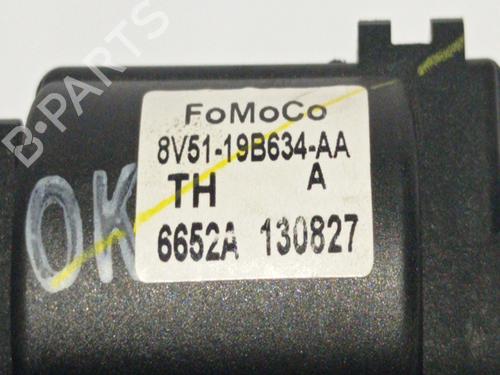 B-PARTS
FoMoCo
8V51-19B634-AA
TH A
6652A 130827
OK